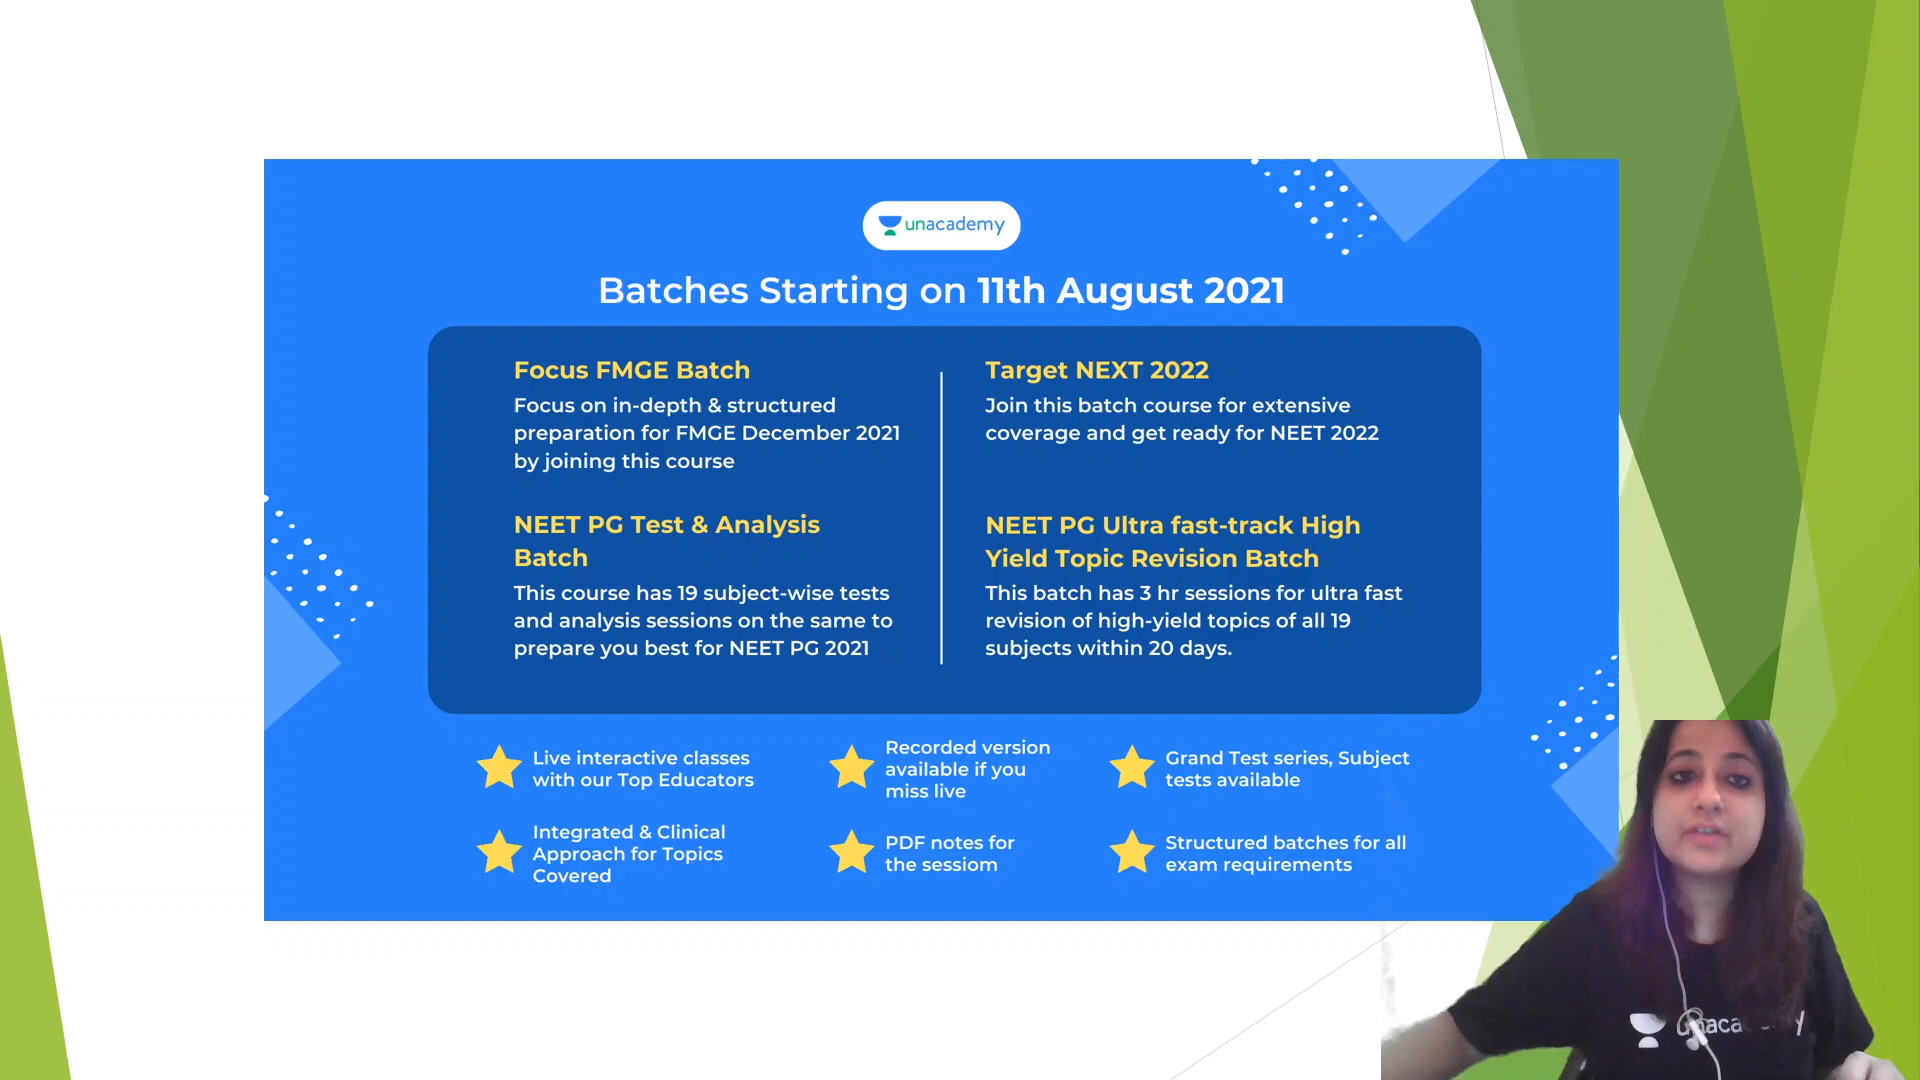 unacademy
Batches Starting on 11th August 2021
Focus FMGE Batch
Focus on in-depth & structured
preparation for FMGE December 2021
by joining this course
Target NEXT 2022
Join this batch course for extensive
coverage and get ready for NEET 2022
NEET PG Test & Analysis
Batch
This course has 19 subject-wise tests
and analysis sessions on the same to
prepare you best for NEET PG 2021
NEET PG Ultra fast-track High
Yield Topic Revision Batch
This batch has 3 hr sessions for ultra fast
revision of high-yield topics of all 19
subjects within 20 days.
Live interactive classes
with our Top Educators
Recorded version
available if you
miss live
Grand Test series, Subject
tests available
Integrated & Clinical
Approach for Topics
Covered
PDF notes for
the sessiom
Structured batches for all
exam requirements